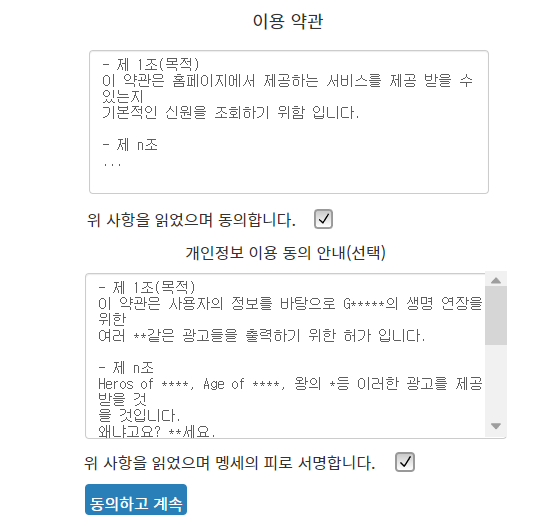 이용 약관
- 제 1조(목적)
이 약관은 홈페이지에서 제공하는 서비스를 제공 받을 수
있는지
기본적인 신원을 조회하기 위함 입니다.
- 제 n조
...
위 사항을 읽었으며 동의합니다.
개인정보 이용 동의 안내(선택)
- 제 1조(목적)
이 약관은 사용자의 정보를 바탕으로 G*****의 생명 연장을
위한
여러 **같은 광고들을 출력하기 위한 허가 입니다.
- 제 n조
Heros of ****, Age of ****, 왕의 *등 이러한 광고를 제공
받을 것
을 것입니다.
왜냐고요? **세요.
위 사항을 읽었으며 멩세의 피로 서명합니다.
동의하고 계속